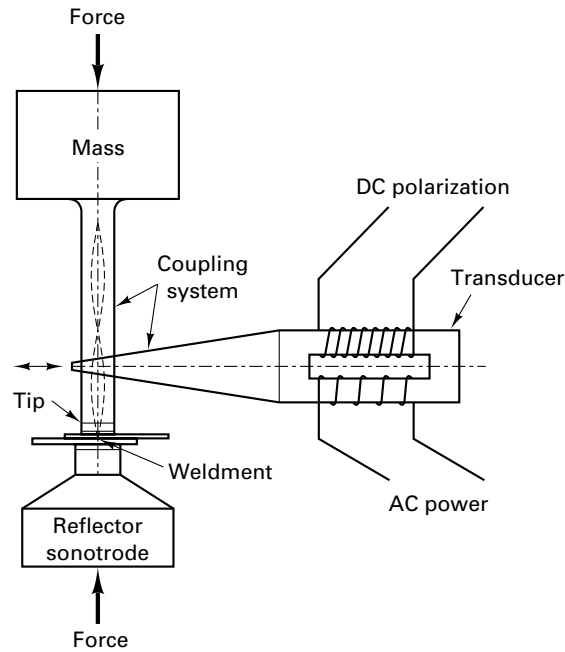 Force
Mass
DC polarization
Coupling
system
Transducer
Tip
Weldment
AC power
Reflector
sonotrode
Force